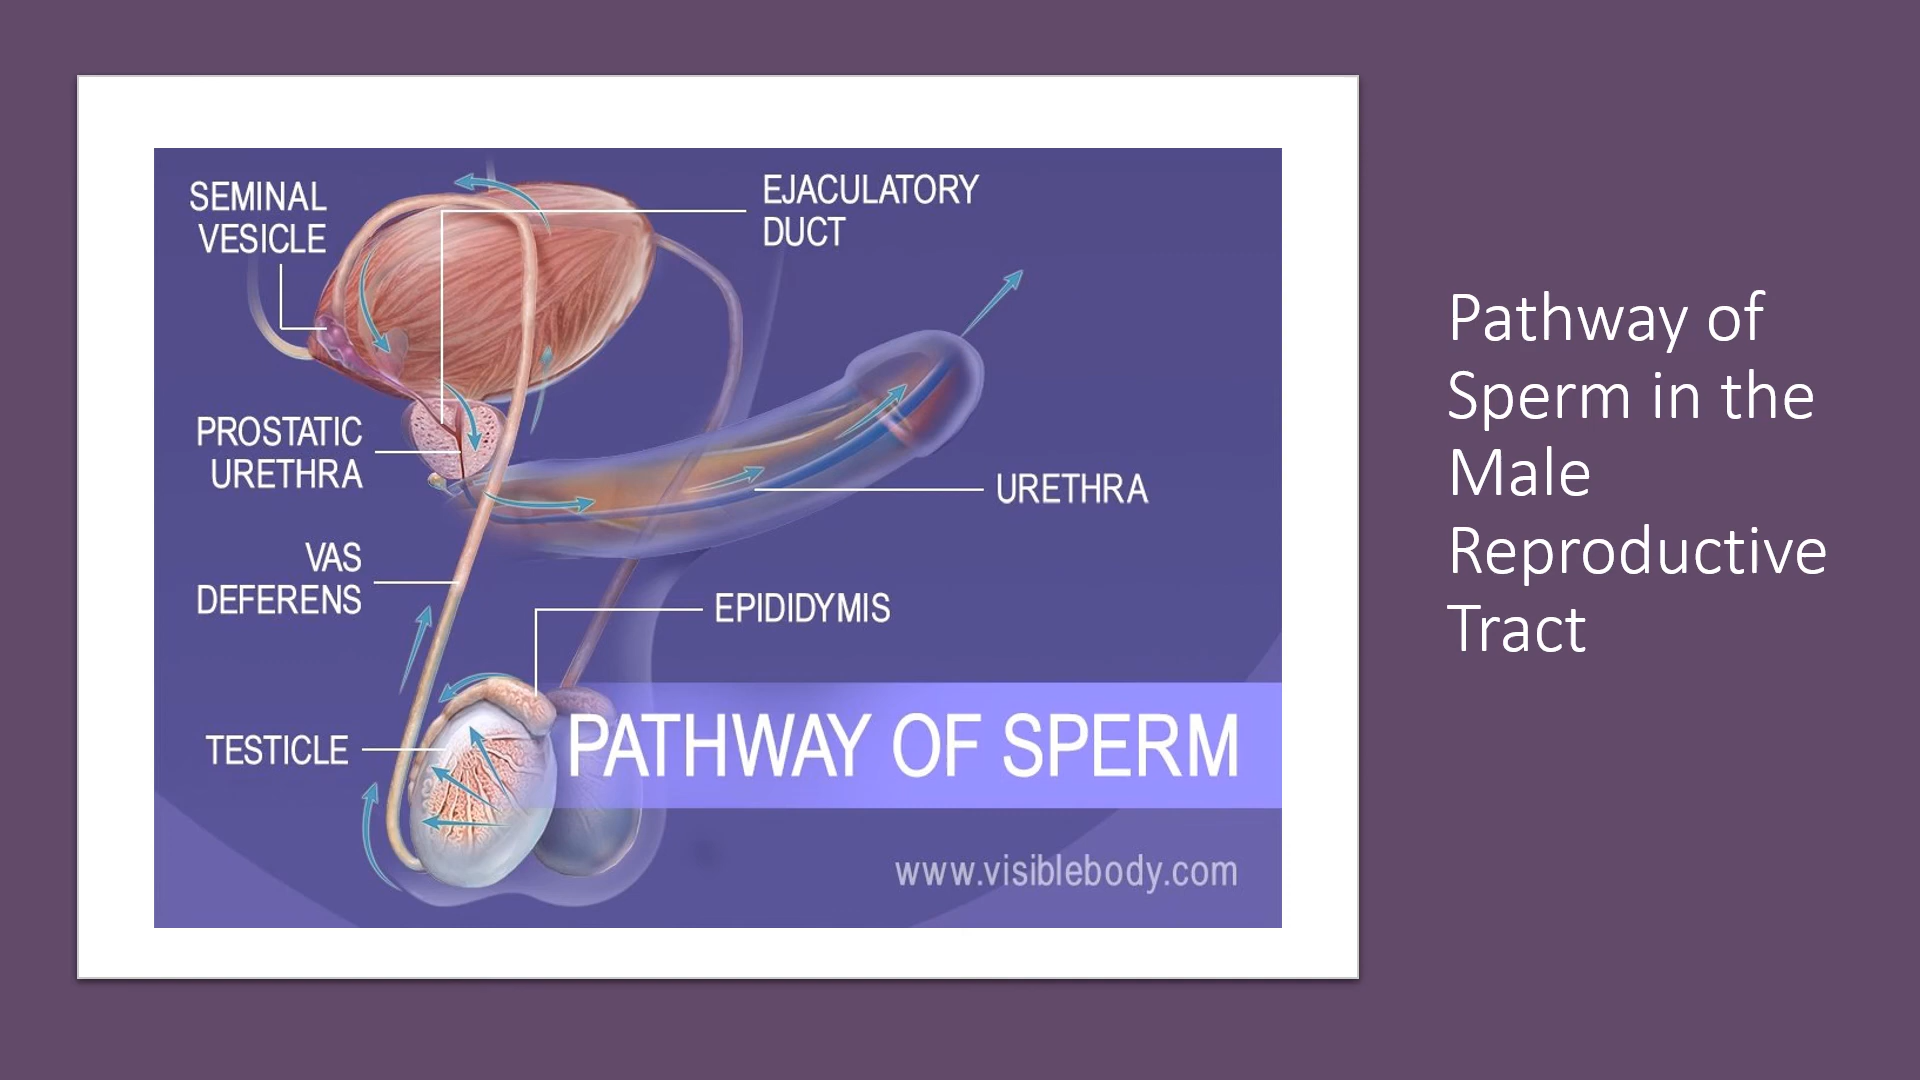 SEMINAL
VESICLE
EJACULATORY
DUCT
PROSTATIC
URETHRA
URETHRA
VAS
DEFERENS
EPIDIDYMIS
TESTICLE
PATHWAY OF SPERM
www.visiblebody.com
Pathway of
Sperm in the
Male
Reproductive
Tract